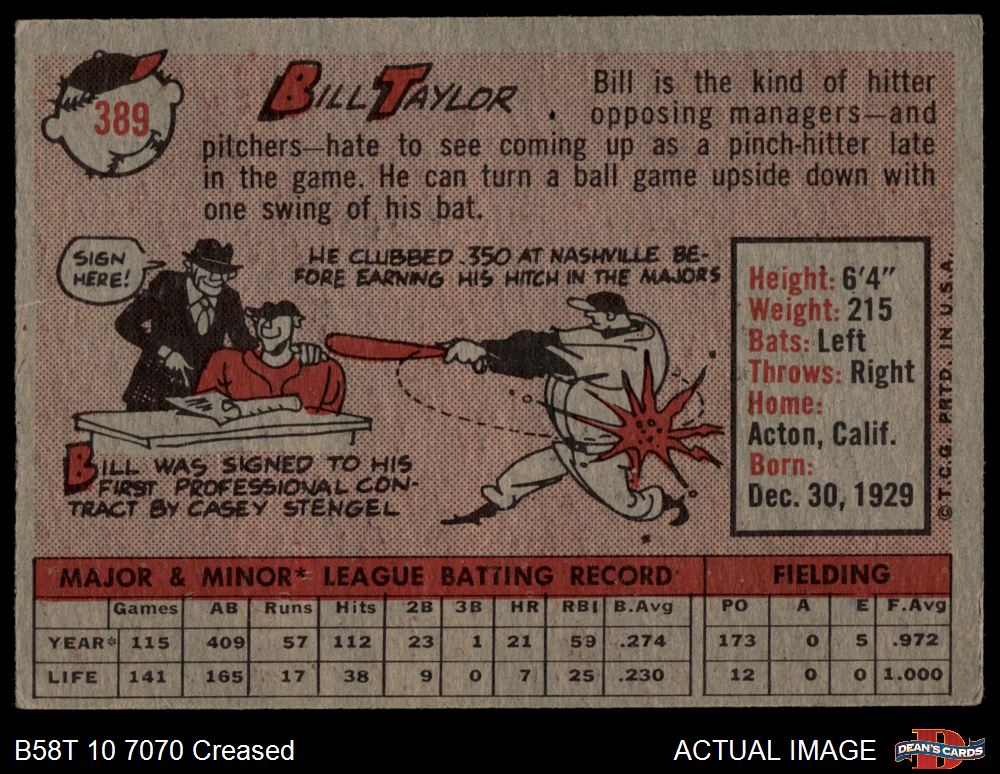 389
BILL TAYLOR
Bill is the kind of hitter
opposing managers—and
pitchers—hate to see coming up as a pinch-hitter late
in the game. He can turn a ball game upside down with
one swing of his bat.
SIGN
HERE!
HE CLUBBED .350 AT NASHVILLE BE-
FORE EARNING HIS HITCH IN THE MAJORS
BILL WAS SIGNED TO HIS
FIRST PROFESSIONAL CON-
TRACT BY CASEY STENGEL
Height: 6'4"
Weight: 215
Bats: Left
Throws: Right
Home:
Acton, Calif.
Born:
Dec. 30, 1929
© T.C.G. PRTD. IN U.S.A.
MAJOR & MINOR* LEAGUE BATTING RECORD FIELDING
Games AB Runs Hits 2B 3B HR RBI B.Avg PO A E F.Avg
YEAR* 115 409 57 112 23 1 21 59 .274 173 0 5 .972
LIFE 141 165 17 38 9 0 7 25 .230 12 0 0 1.000
B58T 10 7070 Creased ACTUAL IMAGE D DEAN'S CARDS